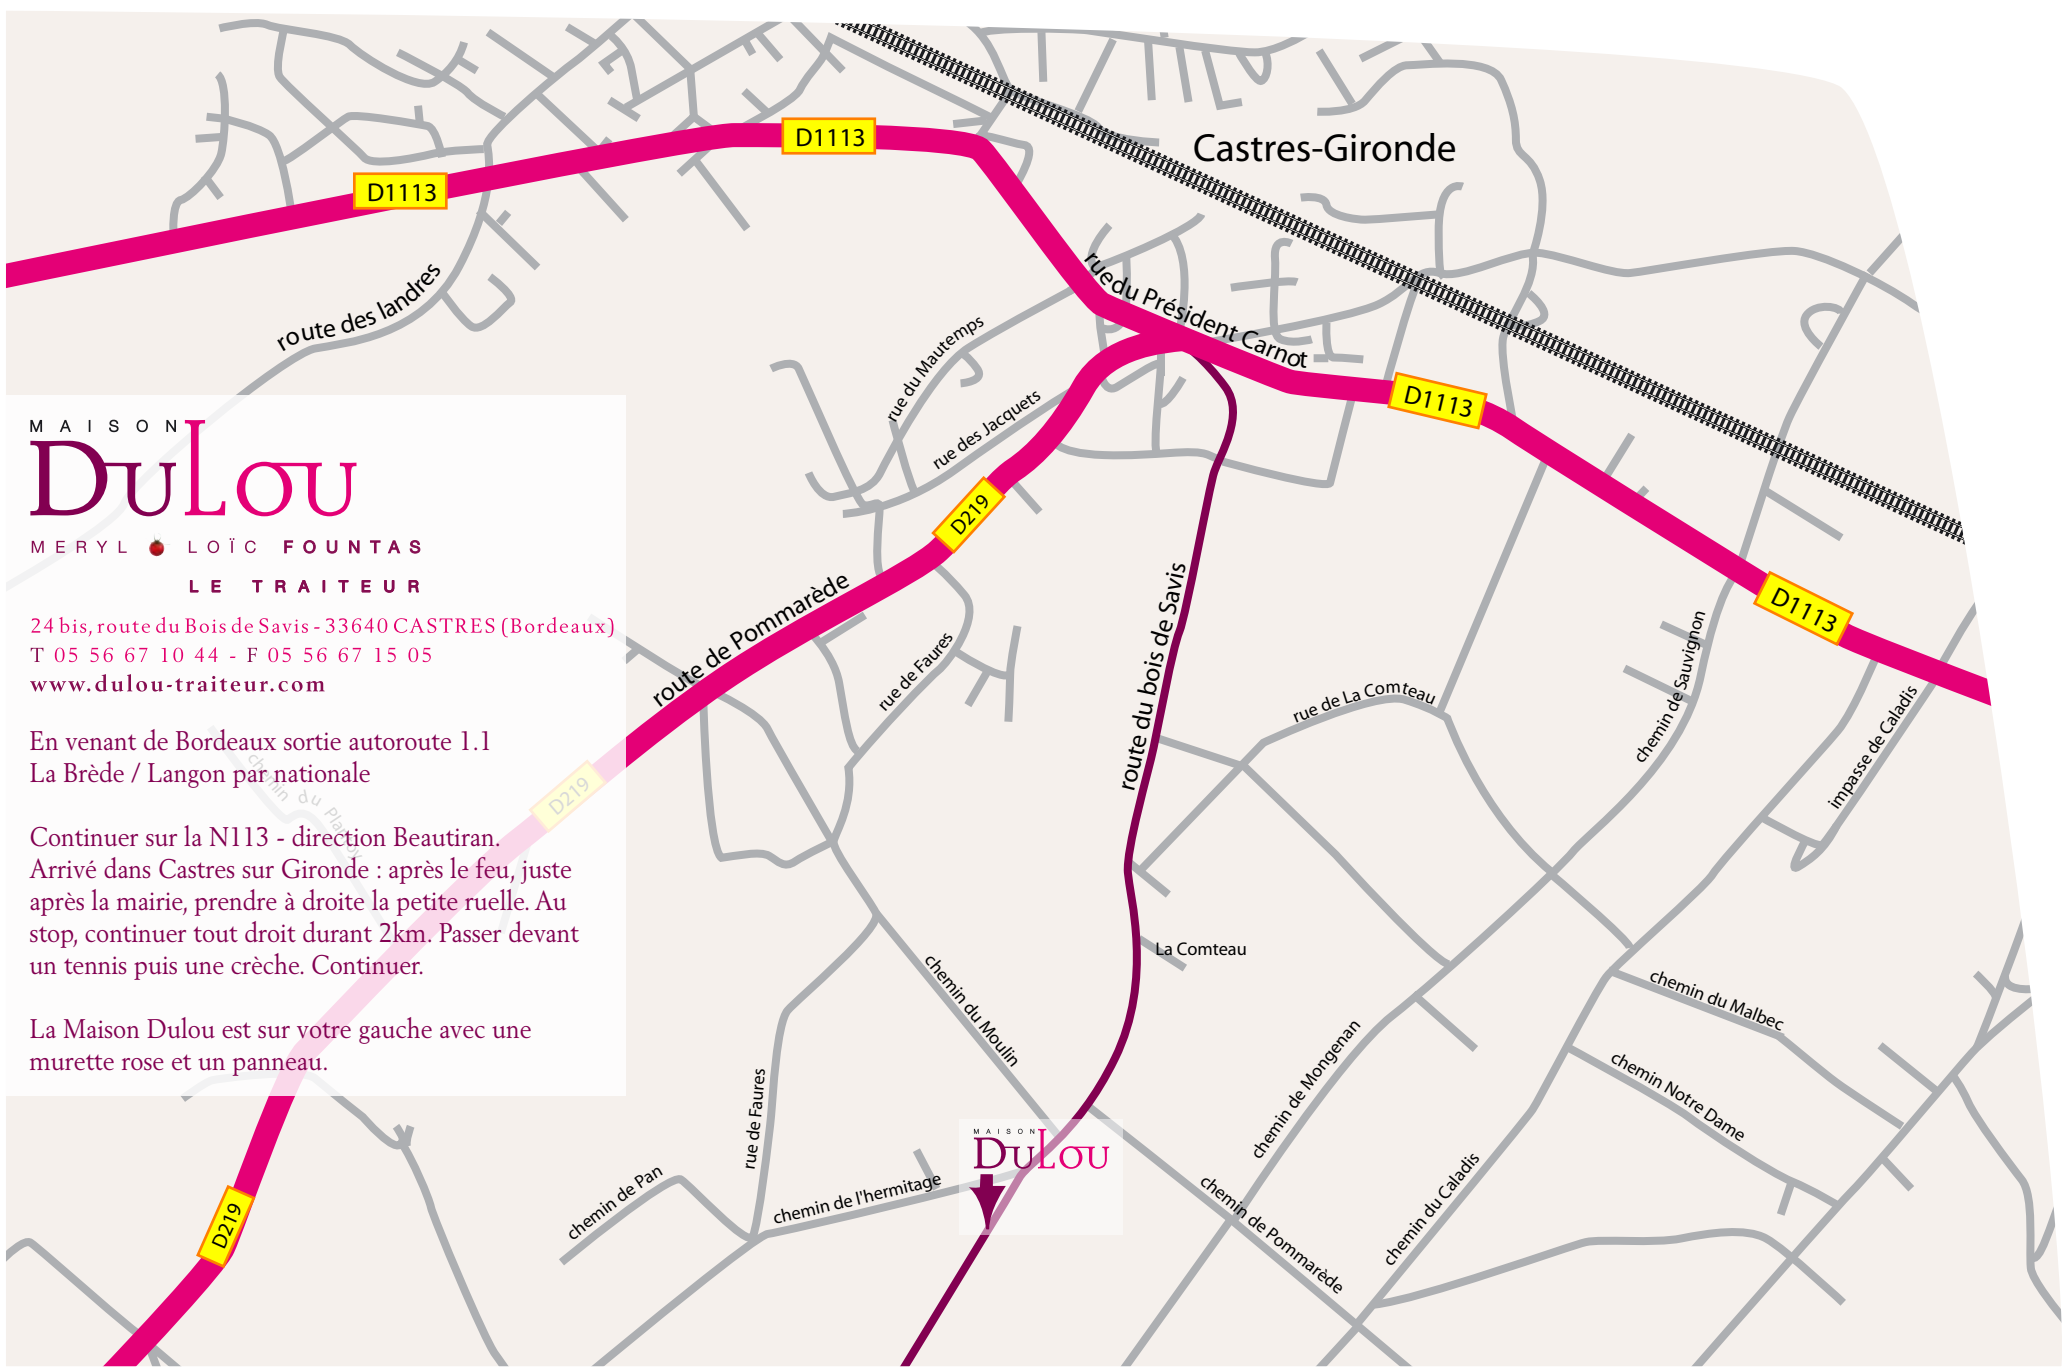 Castres-Gironde
D1113
D1113
D1113
D1113
route des landres
rue du Président Carnot
rue du Mautemps
rue des Jacquets
D219
route de Pommarède
rue de Faures
route du bois de Savis
rue de La Comteau
chemin de Sauvignon
impasse de Caladis
MAISON
DuLou
MERYL LOÏC FOUNTAS
LE TRAITEUR
24 bis, route du Bois de Savis - 33640 CASTRES (Bordeaux)
T 05 56 67 10 44 - F 05 56 67 15 05
www.dulou-traiteur.com
En venant de Bordeaux sortie autoroute 1.1
La Brède / Langon par nationale
Continuer sur la N113 - direction Beautiran.
Arrivé dans Castres sur Gironde : après le feu, juste
après la mairie, prendre à droite la petite ruelle. Au
stop, continuer tout droit durant 2km. Passer devant
un tennis puis une crèche. Continuer.
La Maison Dulou est sur votre gauche avec une
murette rose et un panneau.
D219
chemin du
La Comteau
chemin du Moulin
chemin du Malbec
chemin de Mongenan
chemin Notre Dame
rue de Faures
MAISON
DuLou
chemin de Pan
chemin de l'hermitage
chemin de Pommarède
chemin du Caladis
D219